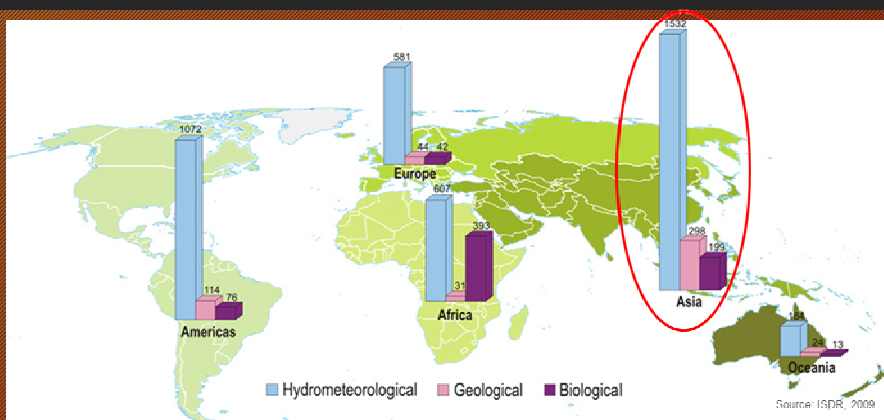 1532
581
44 42
Europe
1072
607
393
298
199
31
114
76
Asia
Africa
Americas
184
24 13
Oceania
Hydrometeorological Geological Biological
Source: ISDR, 2009